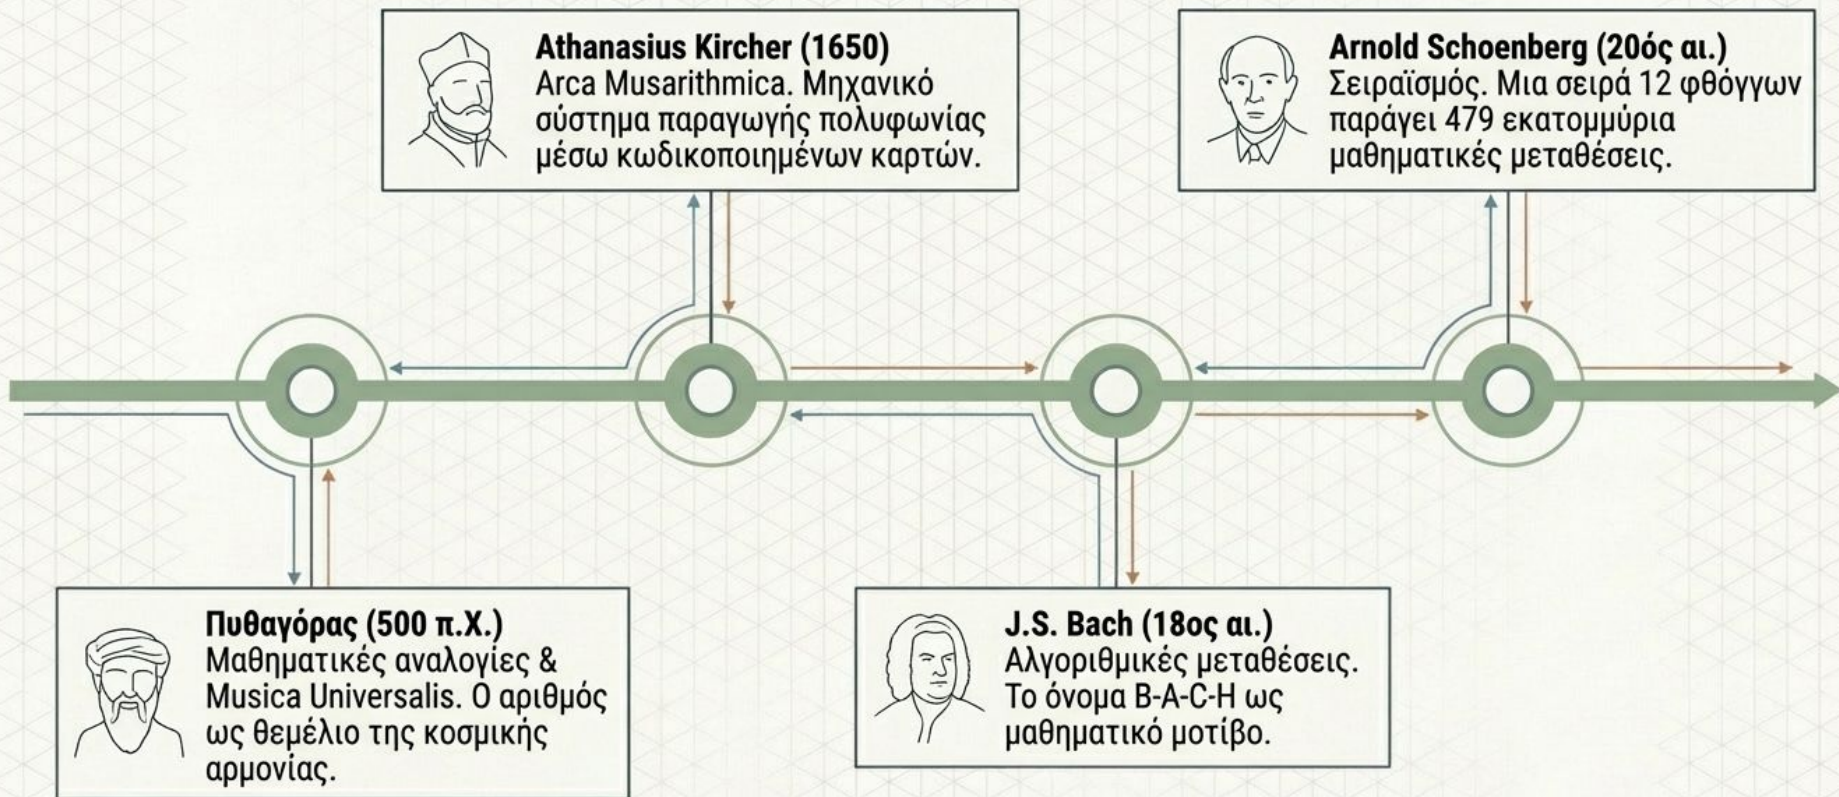 Athanasius Kircher (1650)
Arca Musarithmica. Μηχανικό
σύστημα παραγωγής πολυφωνίας
μέσω κωδικοποιημένων καρτών.
Arnold Schoenberg (20ός αι.)
Σειραϊσμός. Μια σειρά 12 φθόγγων
παράγει 479 εκατομμύρια
μαθηματικές μεταθέσεις.
Πυθαγόρας (500 π.Χ.)
Μαθηματικές αναλογίες &
Musica Universalis. Ο αριθμός
ως θεμέλιο της κοσμικής
αρμονίας.
J.S. Bach (18ος αι.)
Αλγοριθμικές μεταθέσεις.
Το όνομα B-A-C-H ως
μαθηματικό μοτίβο.